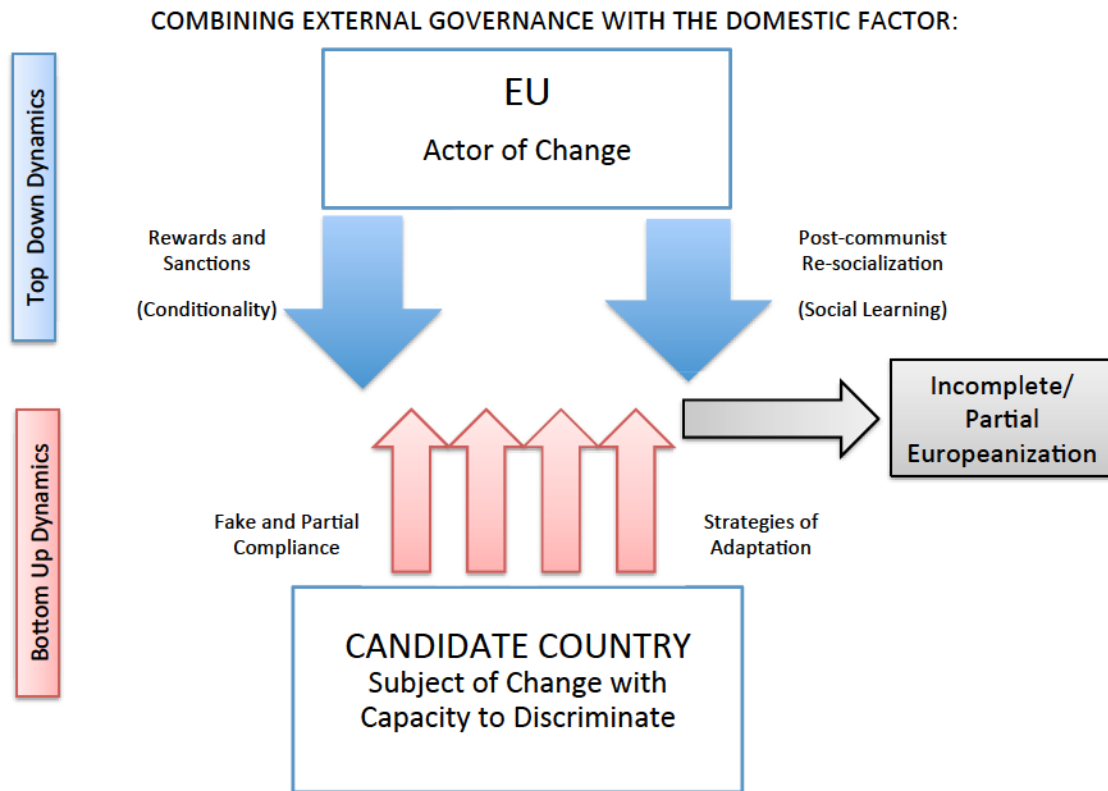 COMBINING EXTERNAL GOVERNANCE WITH THE DOMESTIC FACTOR:
Top Down Dynamics
EU
Actor of Change
Rewards and
Sanctions
(Conditionality)
Post-communist
Re-socialization
(Social Learning)
Incomplete/
Partial
Europeanization
Bottom Up Dynamics
Fake and Partial
Compliance
Strategies of
Adaptation
CANDIDATE COUNTRY
Subject of Change with
Capacity to Discriminate